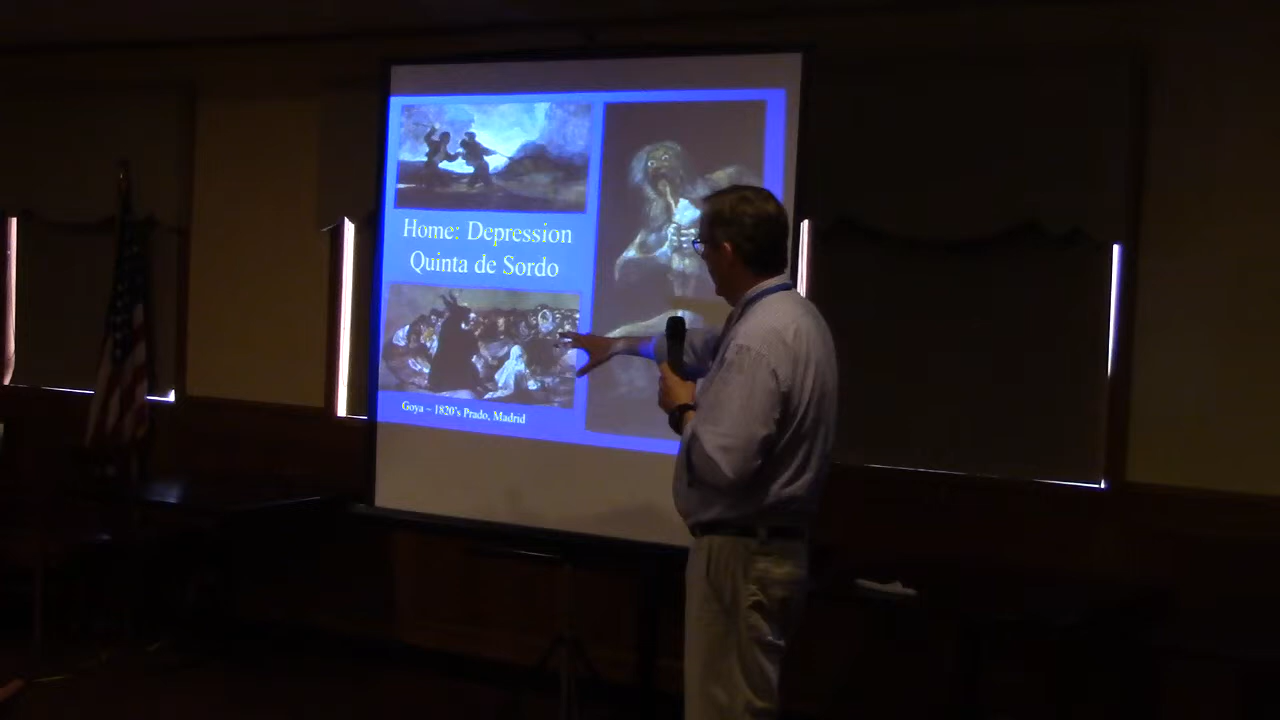 Home: Depression
Quinta de Sordo
Goya – 1820's Prado, Madrid